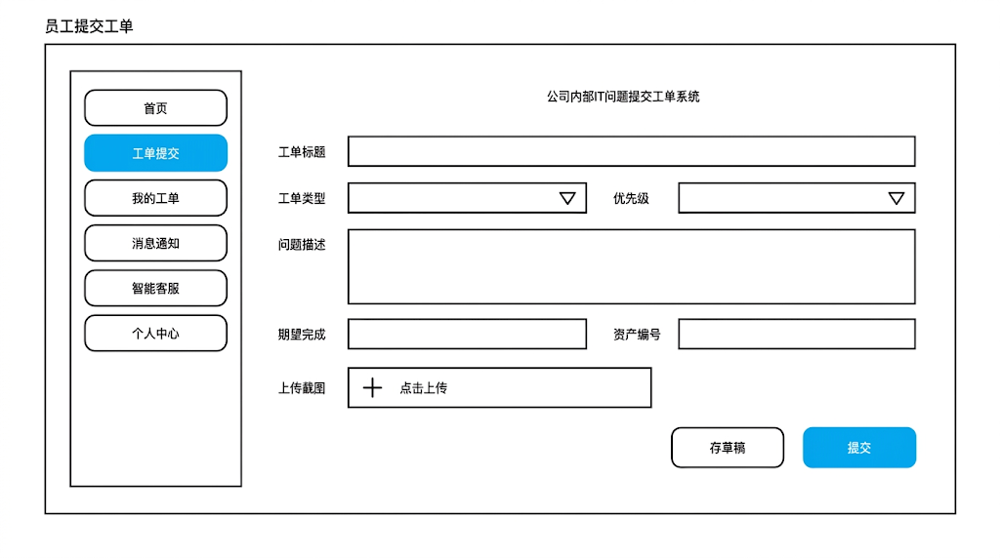 员工提交工单
首页
工单提交
我的工单
消息通知
智能客服
个人中心
公司内部IT问题提交工单系统
工单标题
工单类型
优先级
问题描述
期望完成
资产编号
上传截图
点击上传
存草稿
提交